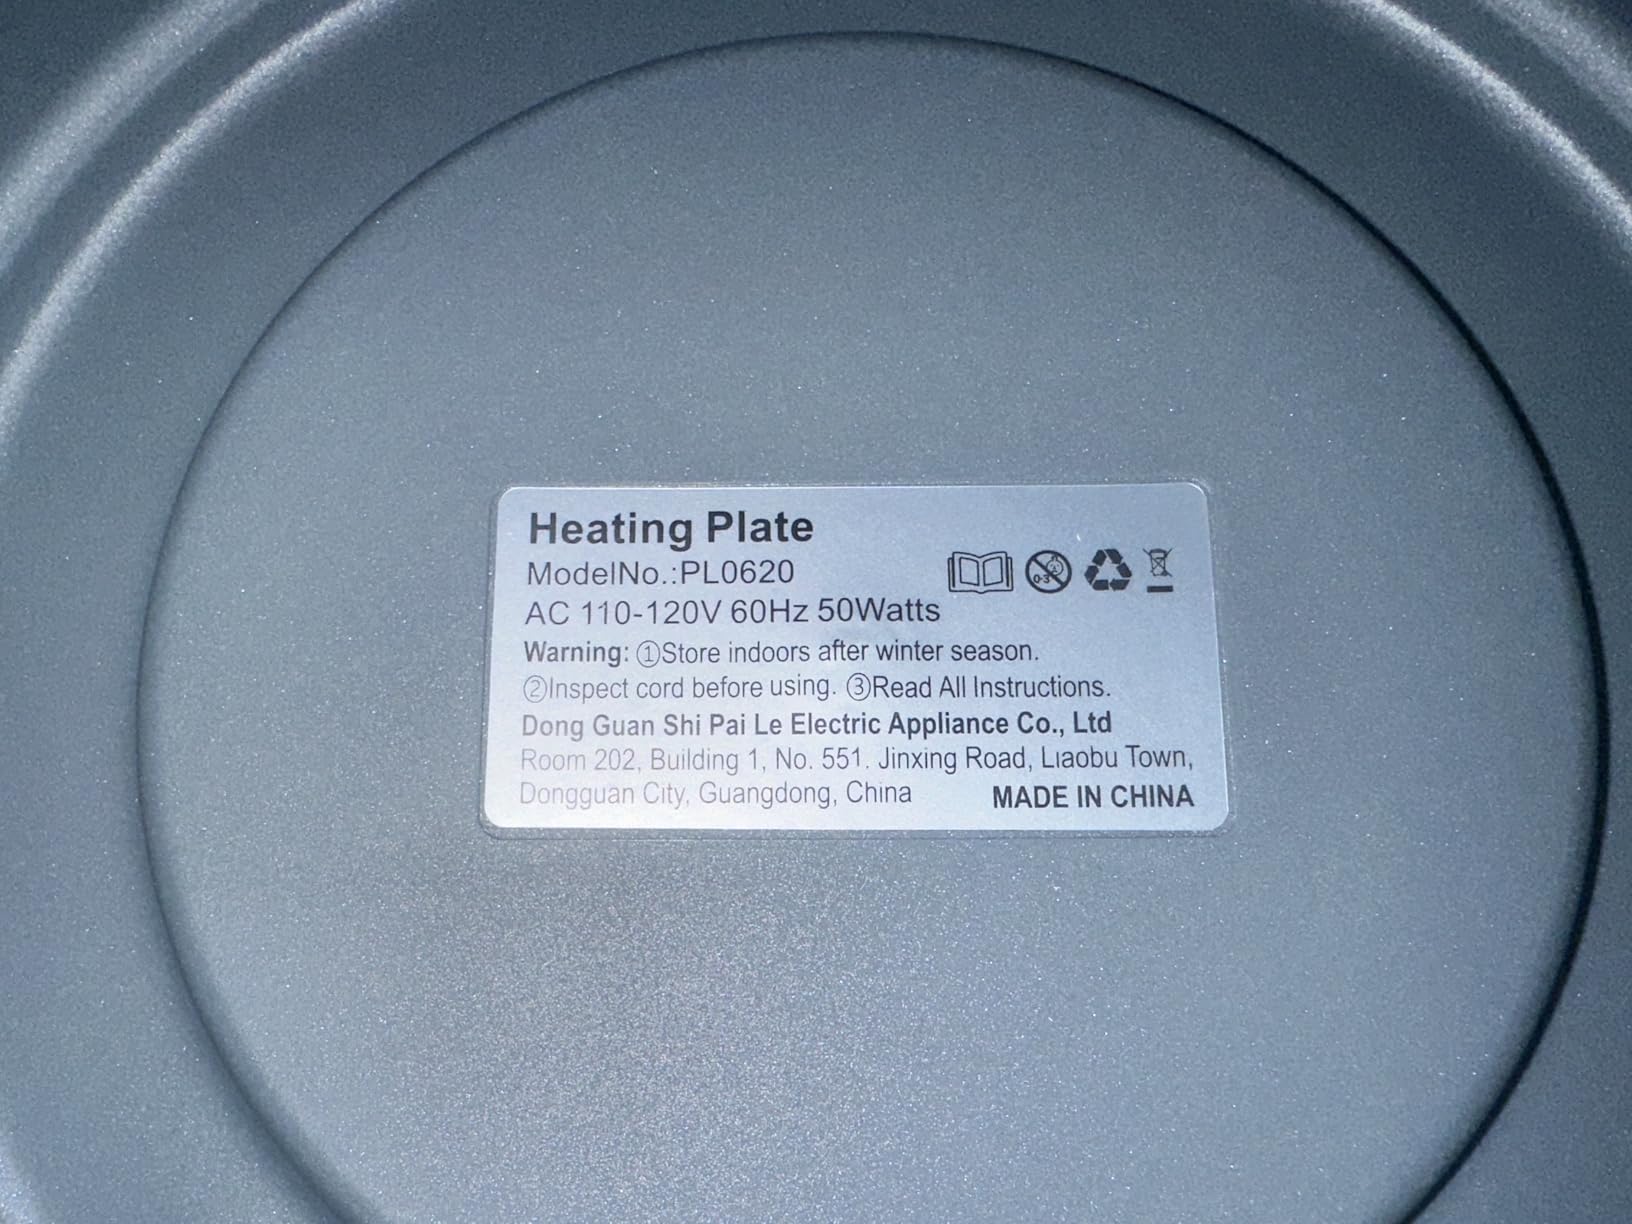 Heating Plate
ModelNo.:PL0620
0-3
AC 110-120V 60Hz 50Watts
Warning: ①Store indoors after winter season.
②Inspect cord before using. ③Read All Instructions.
Dong Guan Shi Pai Le Electric Appliance Co., Ltd
Room 202, Building 1, No. 551. Jinxing Road, Liaobu Town,
Dongguan City, Guangdong, China MADE IN CHINA